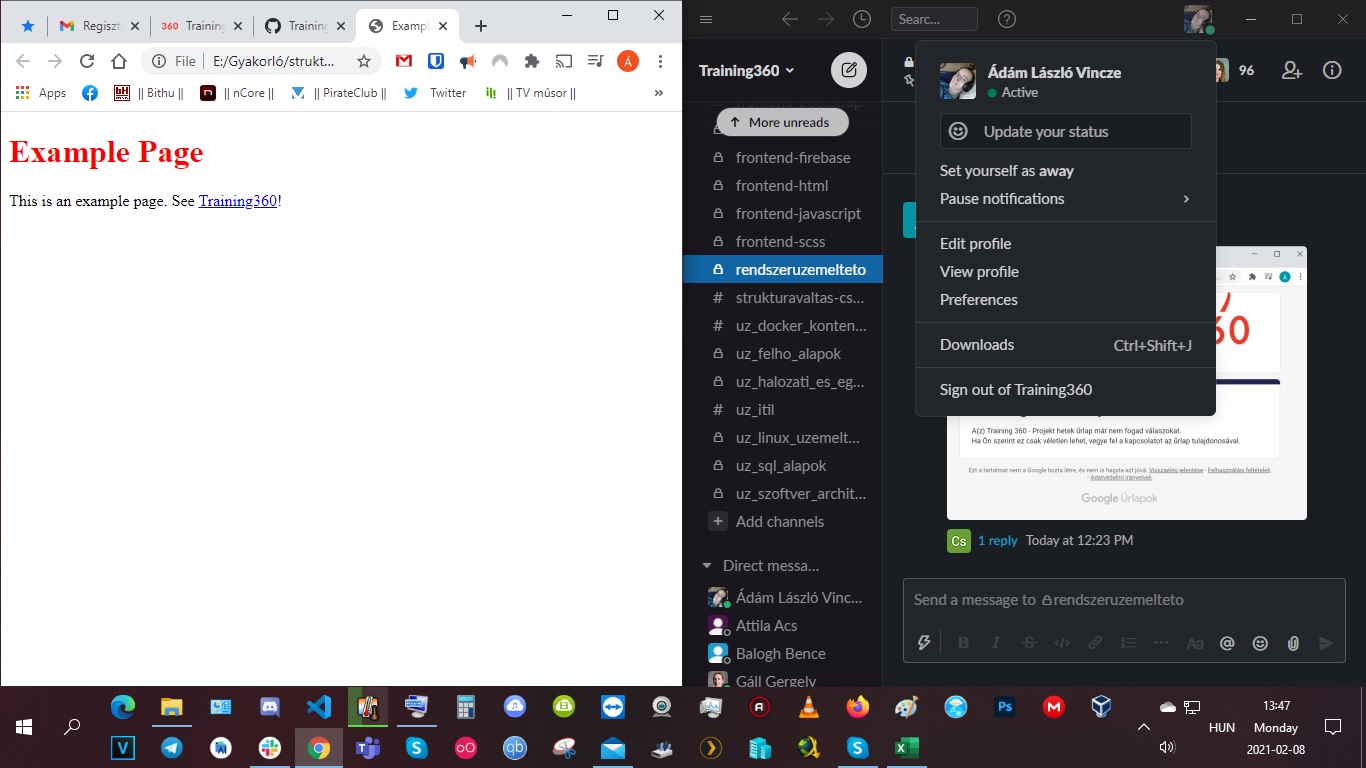 Regiszt
360 Training
Training
Exampl
File
E:/Gyakorló/strukt...
Á
Apps
|| Bithu ||
|| nCore ||
|| PirateClub ||
Twitter
|| TV műsor ||
»
Example Page
This is an example page. See Training360!
Searc...
Training360
96
More unreads
frontend-firebase
frontend-html
frontend-javascript
frontend-scss
rendszeruzemelteto
# strukturavaltas-cs...
# uz_docker_konten...
uz_felho_alapok
uz_halozati_es_eg...
# uz_itil
uz_linux_uzemelt...
uz_sql_alapok
uz_szoftver_archit...
+ Add channels
Direct messa...
Ádám László Vinc...
Attila Acs
Balogh Bence
Gáll Gergely
Ádám László Vincze
Active
Update your status
Set yourself as away
Pause notifications
Edit profile
View profile
Preferences
Downloads Ctrl+Shift+J
Sign out of Training360
A(z) Training 360 - Projekt hetek űrlap már nem fogad válaszokat.
Ha Ön szerint ez csak véletlen lehet, vegye fel a kapcsolatot az űrlap tulajdonosával.
Ezt a tartalmat nem a Google hozta létre, és nem is hagyta azt jóvá. Visszaélés jelentése - Felhasználási feltételek
- Adatvédelmi irányelvek
Google Űrlapok
Cs
1 reply Today at 12:23 PM
Send a message to rendszeruzemelteto
B I S Aa @
Ps
V
qb
HUN
13:47
Monday
2021-02-08